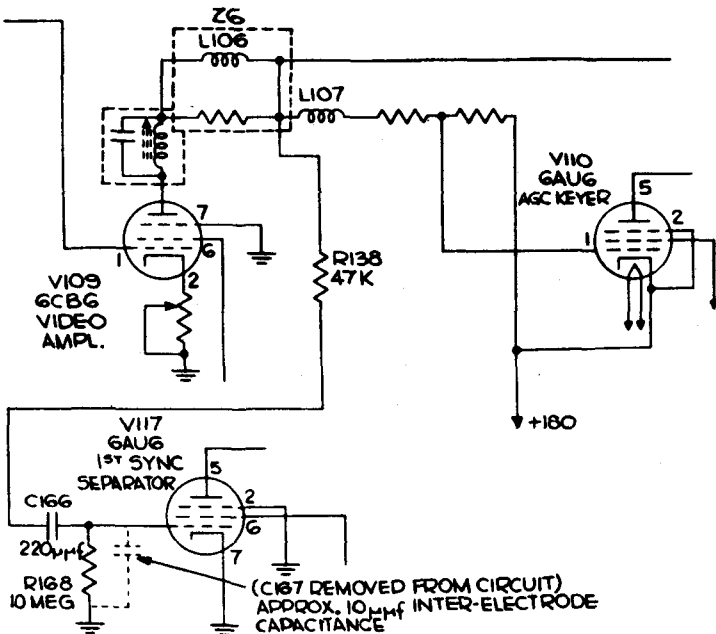 Z6
L106
L107
V110
6AU6
AGC KEYER
5
2
1
7
6
1
2
V109
6CB6
VIDEO
AMPL.
R138
47K
+180
V117
6AU6
1ST SYNC
SEPARATOR
5
2
6
7
C166
220μμf
R168
10 MEG
(C167 REMOVED FROM CIRCUIT)
APPROX. 10μμf INTER-ELECTRODE
CAPACITANCE